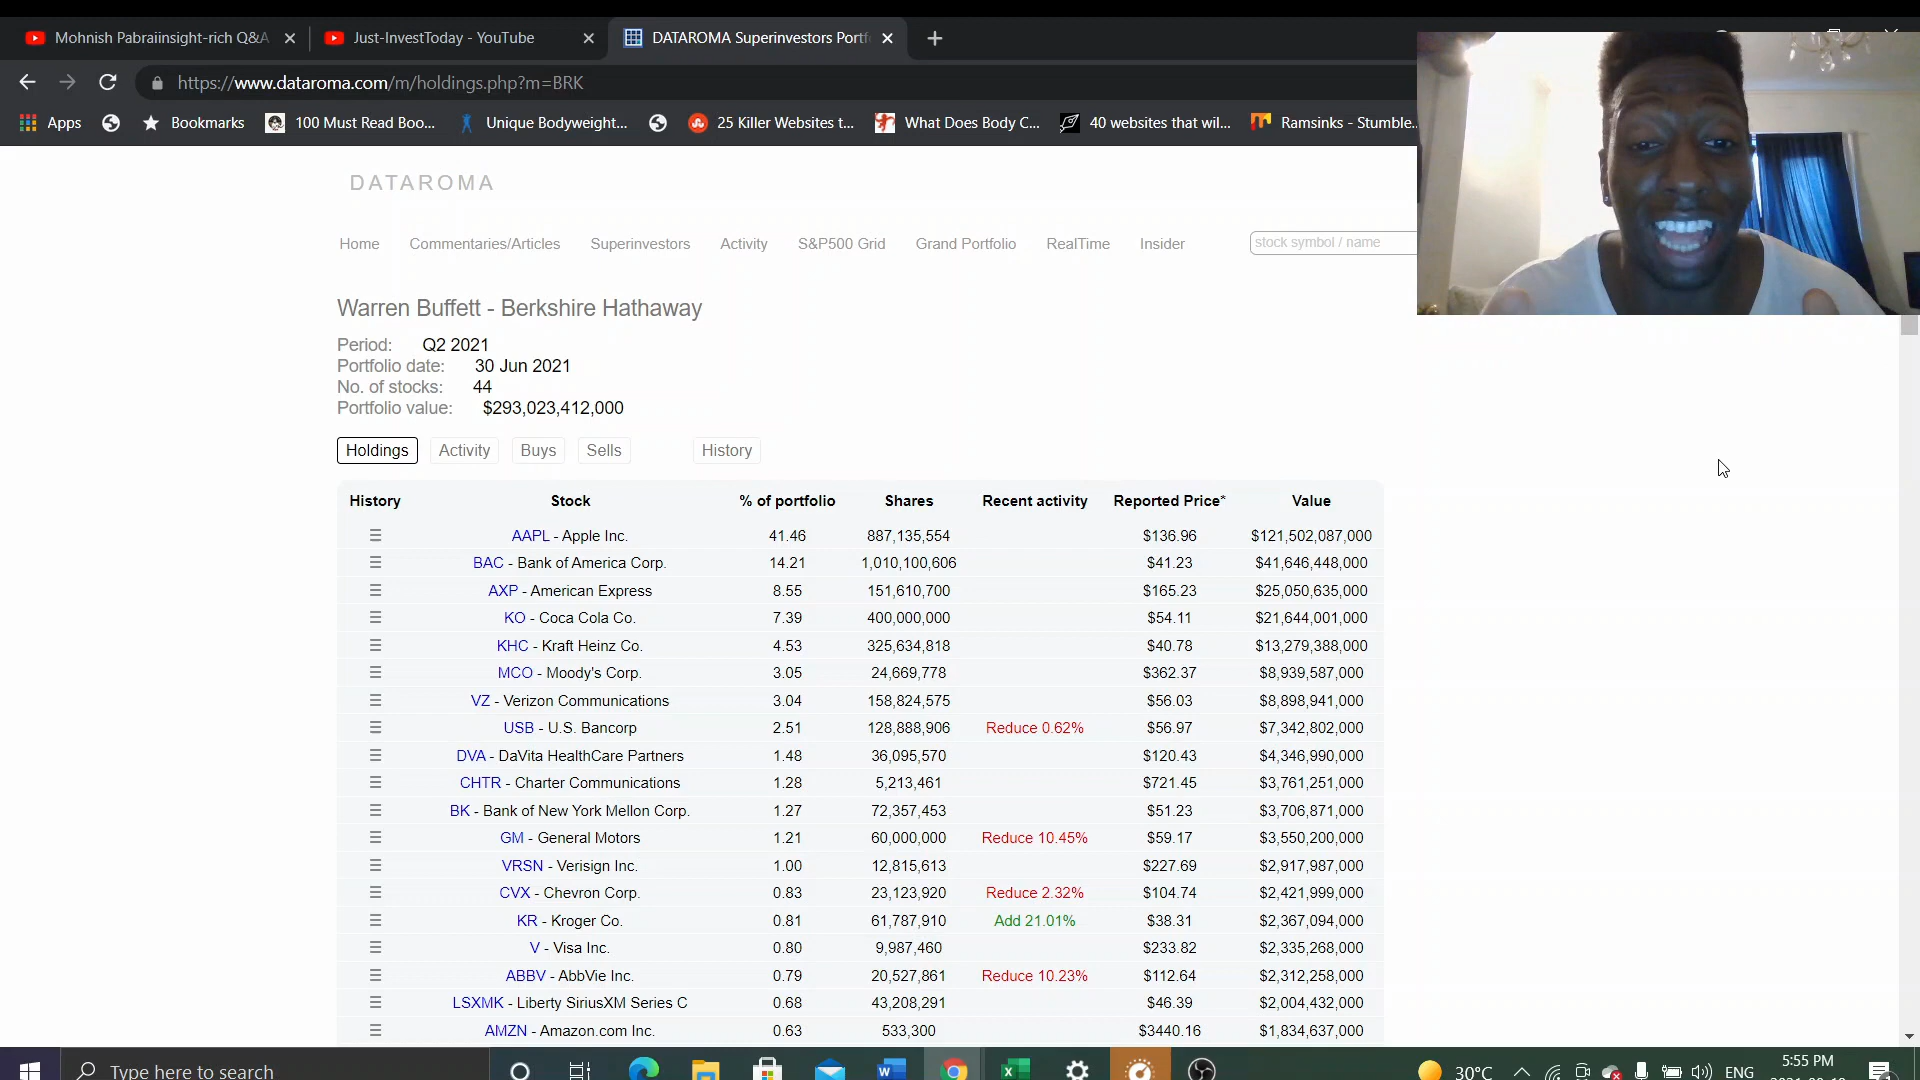 Mohnish Pabraiinsight-rich Q&A
Just-InvestToday - YouTube
DATAROMA Superinvestors Portf
https://www.dataroma.com/m/holdings.php?m=BRK
Apps
Bookmarks
100 Must Read Boo...
Unique Bodyweight...
25 Killer Websites t...
What Does Body C...
40 websites that wil...
Ramsinks - Stumble...
DATAROMA
Home Commentaries/Articles Superinvestors Activity S&P500 Grid Grand Portfolio RealTime Insider
stock symbol / name
Warren Buffett - Berkshire Hathaway
Period: Q2 2021
Portfolio date: 30 Jun 2021
No. of stocks: 44
Portfolio value: $293,023,412,000
Holdings Activity Buys Sells History
History Stock % of portfolio Shares Recent activity Reported Price* Value
≡ AAPL - Apple Inc. 41.46 887,135,554 $136.96 $121,502,087,000
≡ BAC - Bank of America Corp. 14.21 1,010,100,606 $41.23 $41,646,448,000
≡ AXP - American Express 8.55 151,610,700 $165.23 $25,050,635,000
≡ KO - Coca Cola Co. 7.39 400,000,000 $54.11 $21,644,001,000
≡ KHC - Kraft Heinz Co. 4.53 325,634,818 $40.78 $13,279,388,000
≡ MCO - Moody's Corp. 3.05 24,669,778 $362.37 $8,939,587,000
≡ VZ - Verizon Communications 3.04 158,824,575 $56.03 $8,898,941,000
≡ USB - U.S. Bancorp 2.51 128,888,906 Reduce 0.62% $56.97 $7,342,802,000
≡ DVA - DaVita HealthCare Partners 1.48 36,095,570 $120.43 $4,346,990,000
≡ CHTR - Charter Communications 1.28 5,213,461 $721.45 $3,761,251,000
≡ BK - Bank of New York Mellon Corp. 1.27 72,357,453 $51.23 $3,706,871,000
≡ GM - General Motors 1.21 60,000,000 Reduce 10.45% $59.17 $3,550,200,000
≡ VRSN - Verisign Inc. 1.00 12,815,613 $227.69 $2,917,987,000
≡ CVX - Chevron Corp. 0.83 23,123,920 Reduce 2.32% $104.74 $2,421,999,000
≡ KR - Kroger Co. 0.81 61,787,910 Add 21.01% $38.31 $2,367,094,000
≡ V - Visa Inc. 0.80 9,987,460 $233.82 $2,335,268,000
≡ ABBV - AbbVie Inc. 0.79 20,527,861 Reduce 10.23% $112.64 $2,312,258,000
≡ LSXMK - Liberty SiriusXM Series C 0.68 43,208,291 $46.39 $2,004,432,000
≡ AMZN - Amazon.com Inc. 0.63 533,300 $3440.16 $1,834,637,000
Type here to search
30°C
ENG
5:55 PM